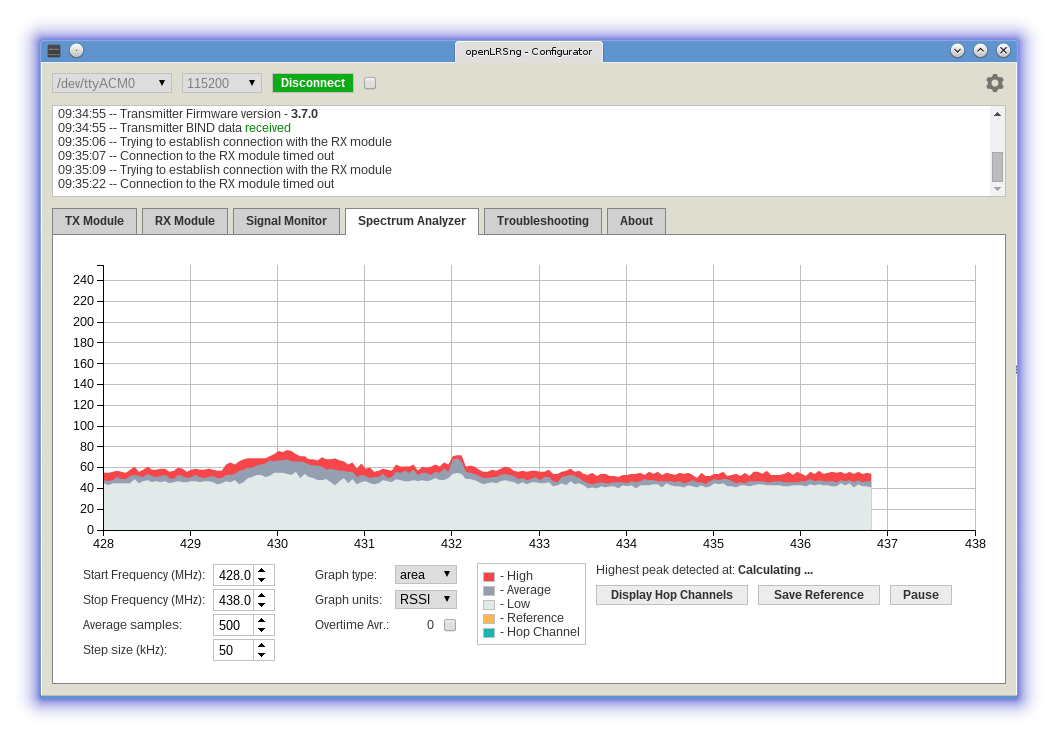 openLRSng - Configurator
/dev/ttyACM0 115200 Disconnect
09:34:55 -- Transmitter Firmware version - 3.7.0
09:34:55 -- Transmitter BIND data received
09:35:06 -- Trying to establish connection with the RX module
09:35:07 -- Connection to the RX module timed out
09:35:09 -- Trying to establish connection with the RX module
09:35:22 -- Connection to the RX module timed out
TX Module RX Module Signal Monitor Spectrum Analyzer Troubleshooting About
240
220
200
180
160
140
120
100
80
60
40
20
0
428 429 430 431 432 433 434 435 436 437 438
Start Frequency (MHz): 428.0
Stop Frequency (MHz): 438.0
Average samples: 500
Step size (kHz): 50
Graph type: area
Graph units: RSSI
Overtime Avr.: 0
- High
- Average
- Low
- Reference
- Hop Channel
Highest peak detected at: Calculating ...
Display Hop Channels Save Reference Pause